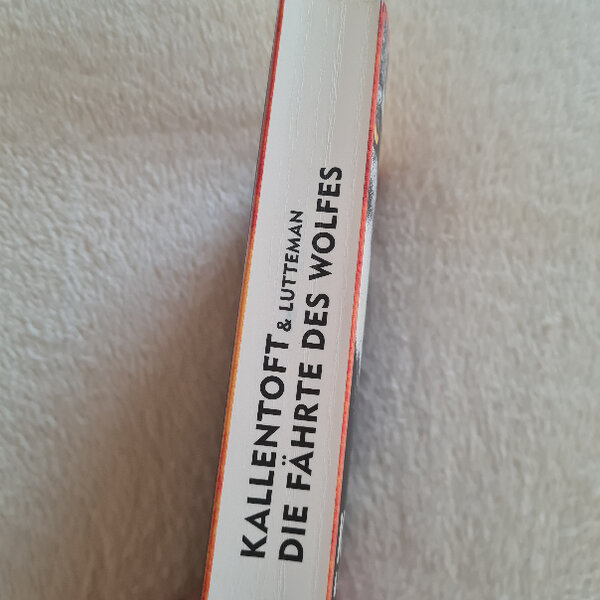 KALLENTOFT & LUTTEMAN
DIE FÄHRTE DES WOLFES